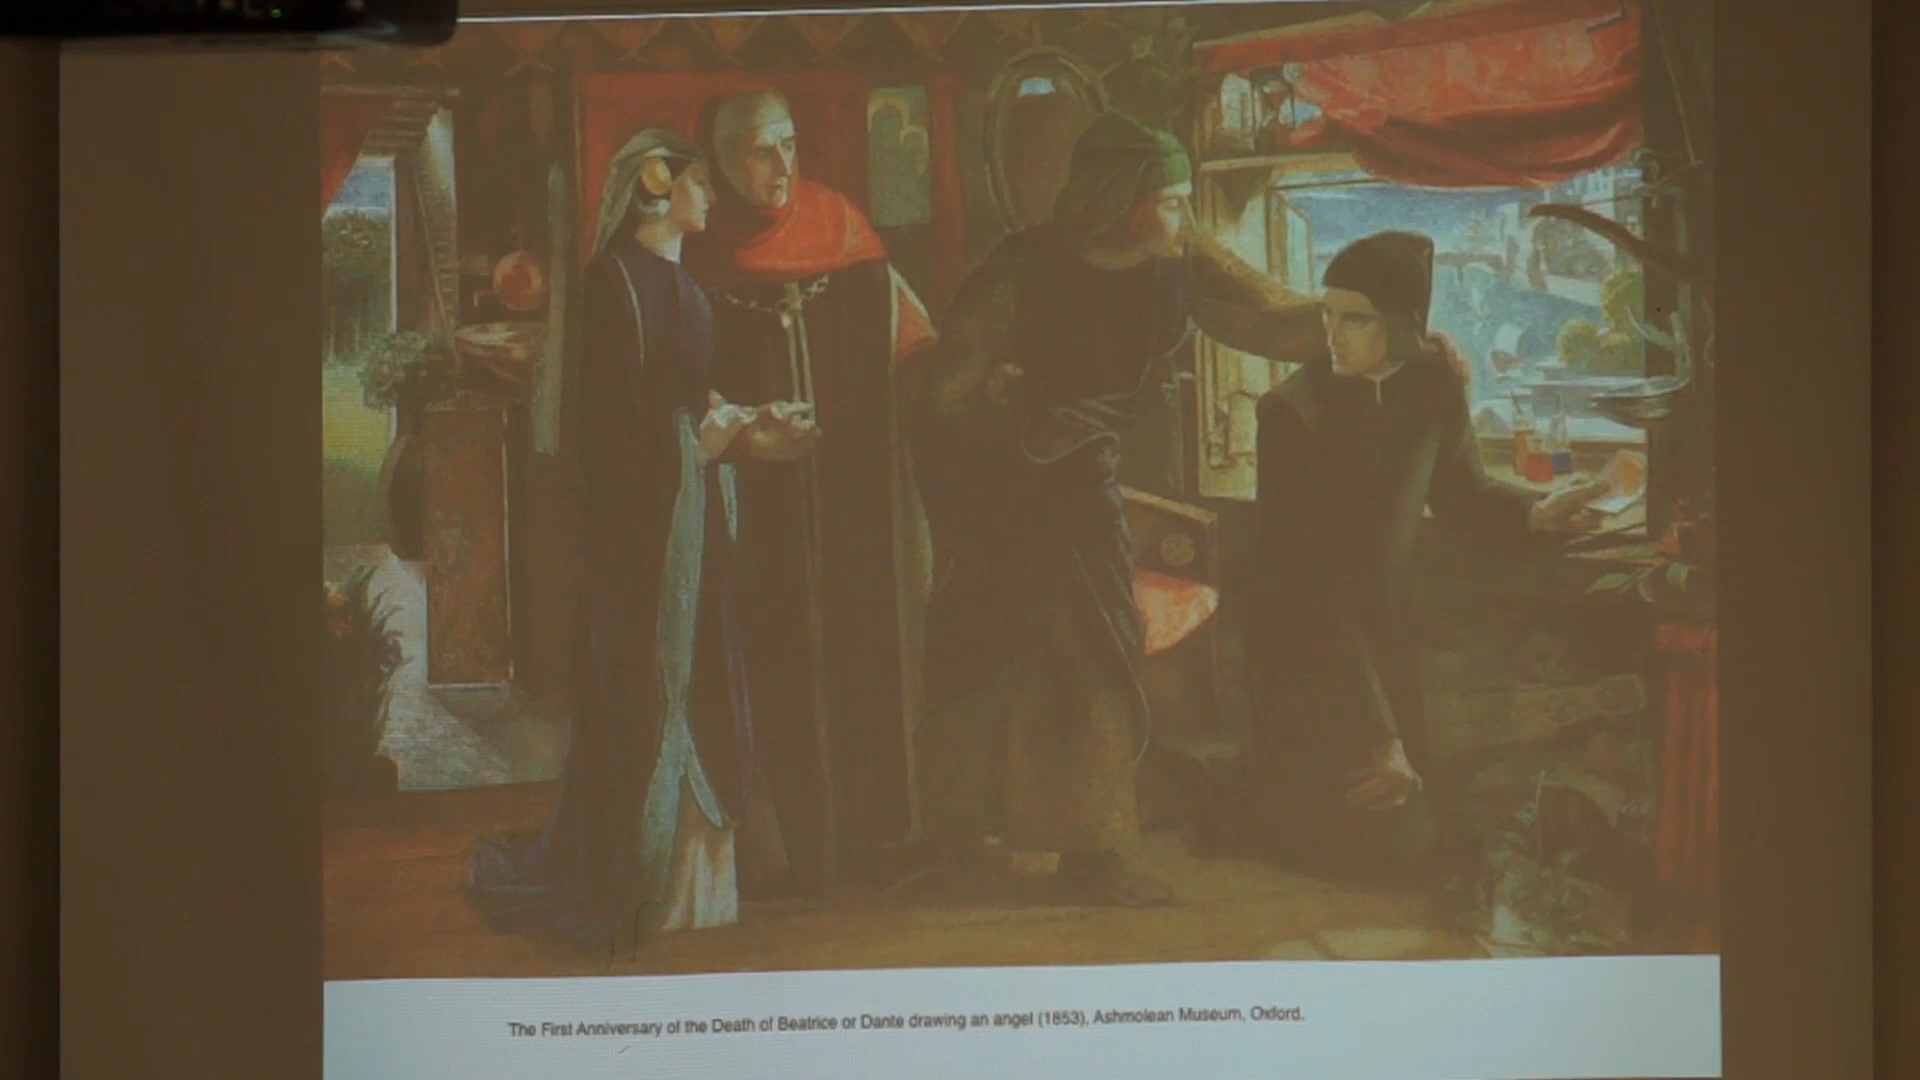 The First Anniversary of the Death of Beatrice or Dante drawing an angel (1853), Ashmolean Museum, Oxford.